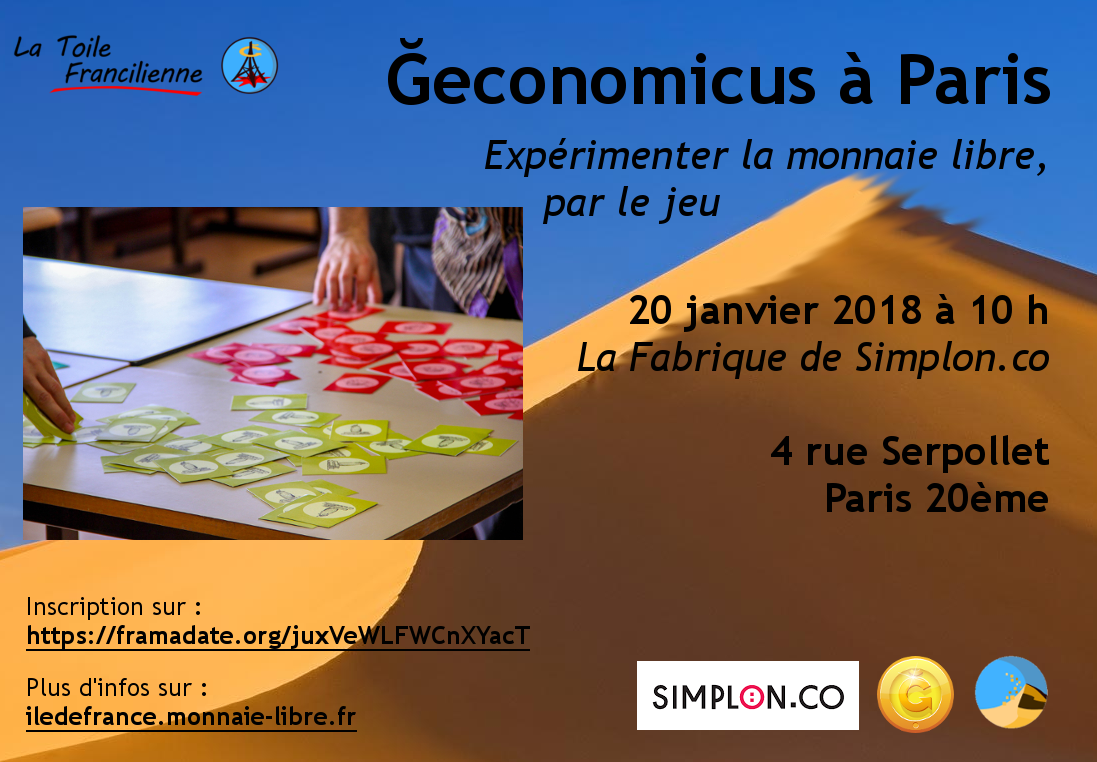 La Toile
Francilienne
Ğeconomicus à Paris
Expérimenter la monnaie libre,
par le jeu
20 janvier 2018 à 10 h
La Fabrique de Simplon.co
4 rue Serpollet
Paris 20ème
Inscription sur :
https://framadate.org/juxVeWLFWCnXYacT
Plus d'infos sur :
iledefrance.monnaie-libre.fr
SIMPLON.CO
G